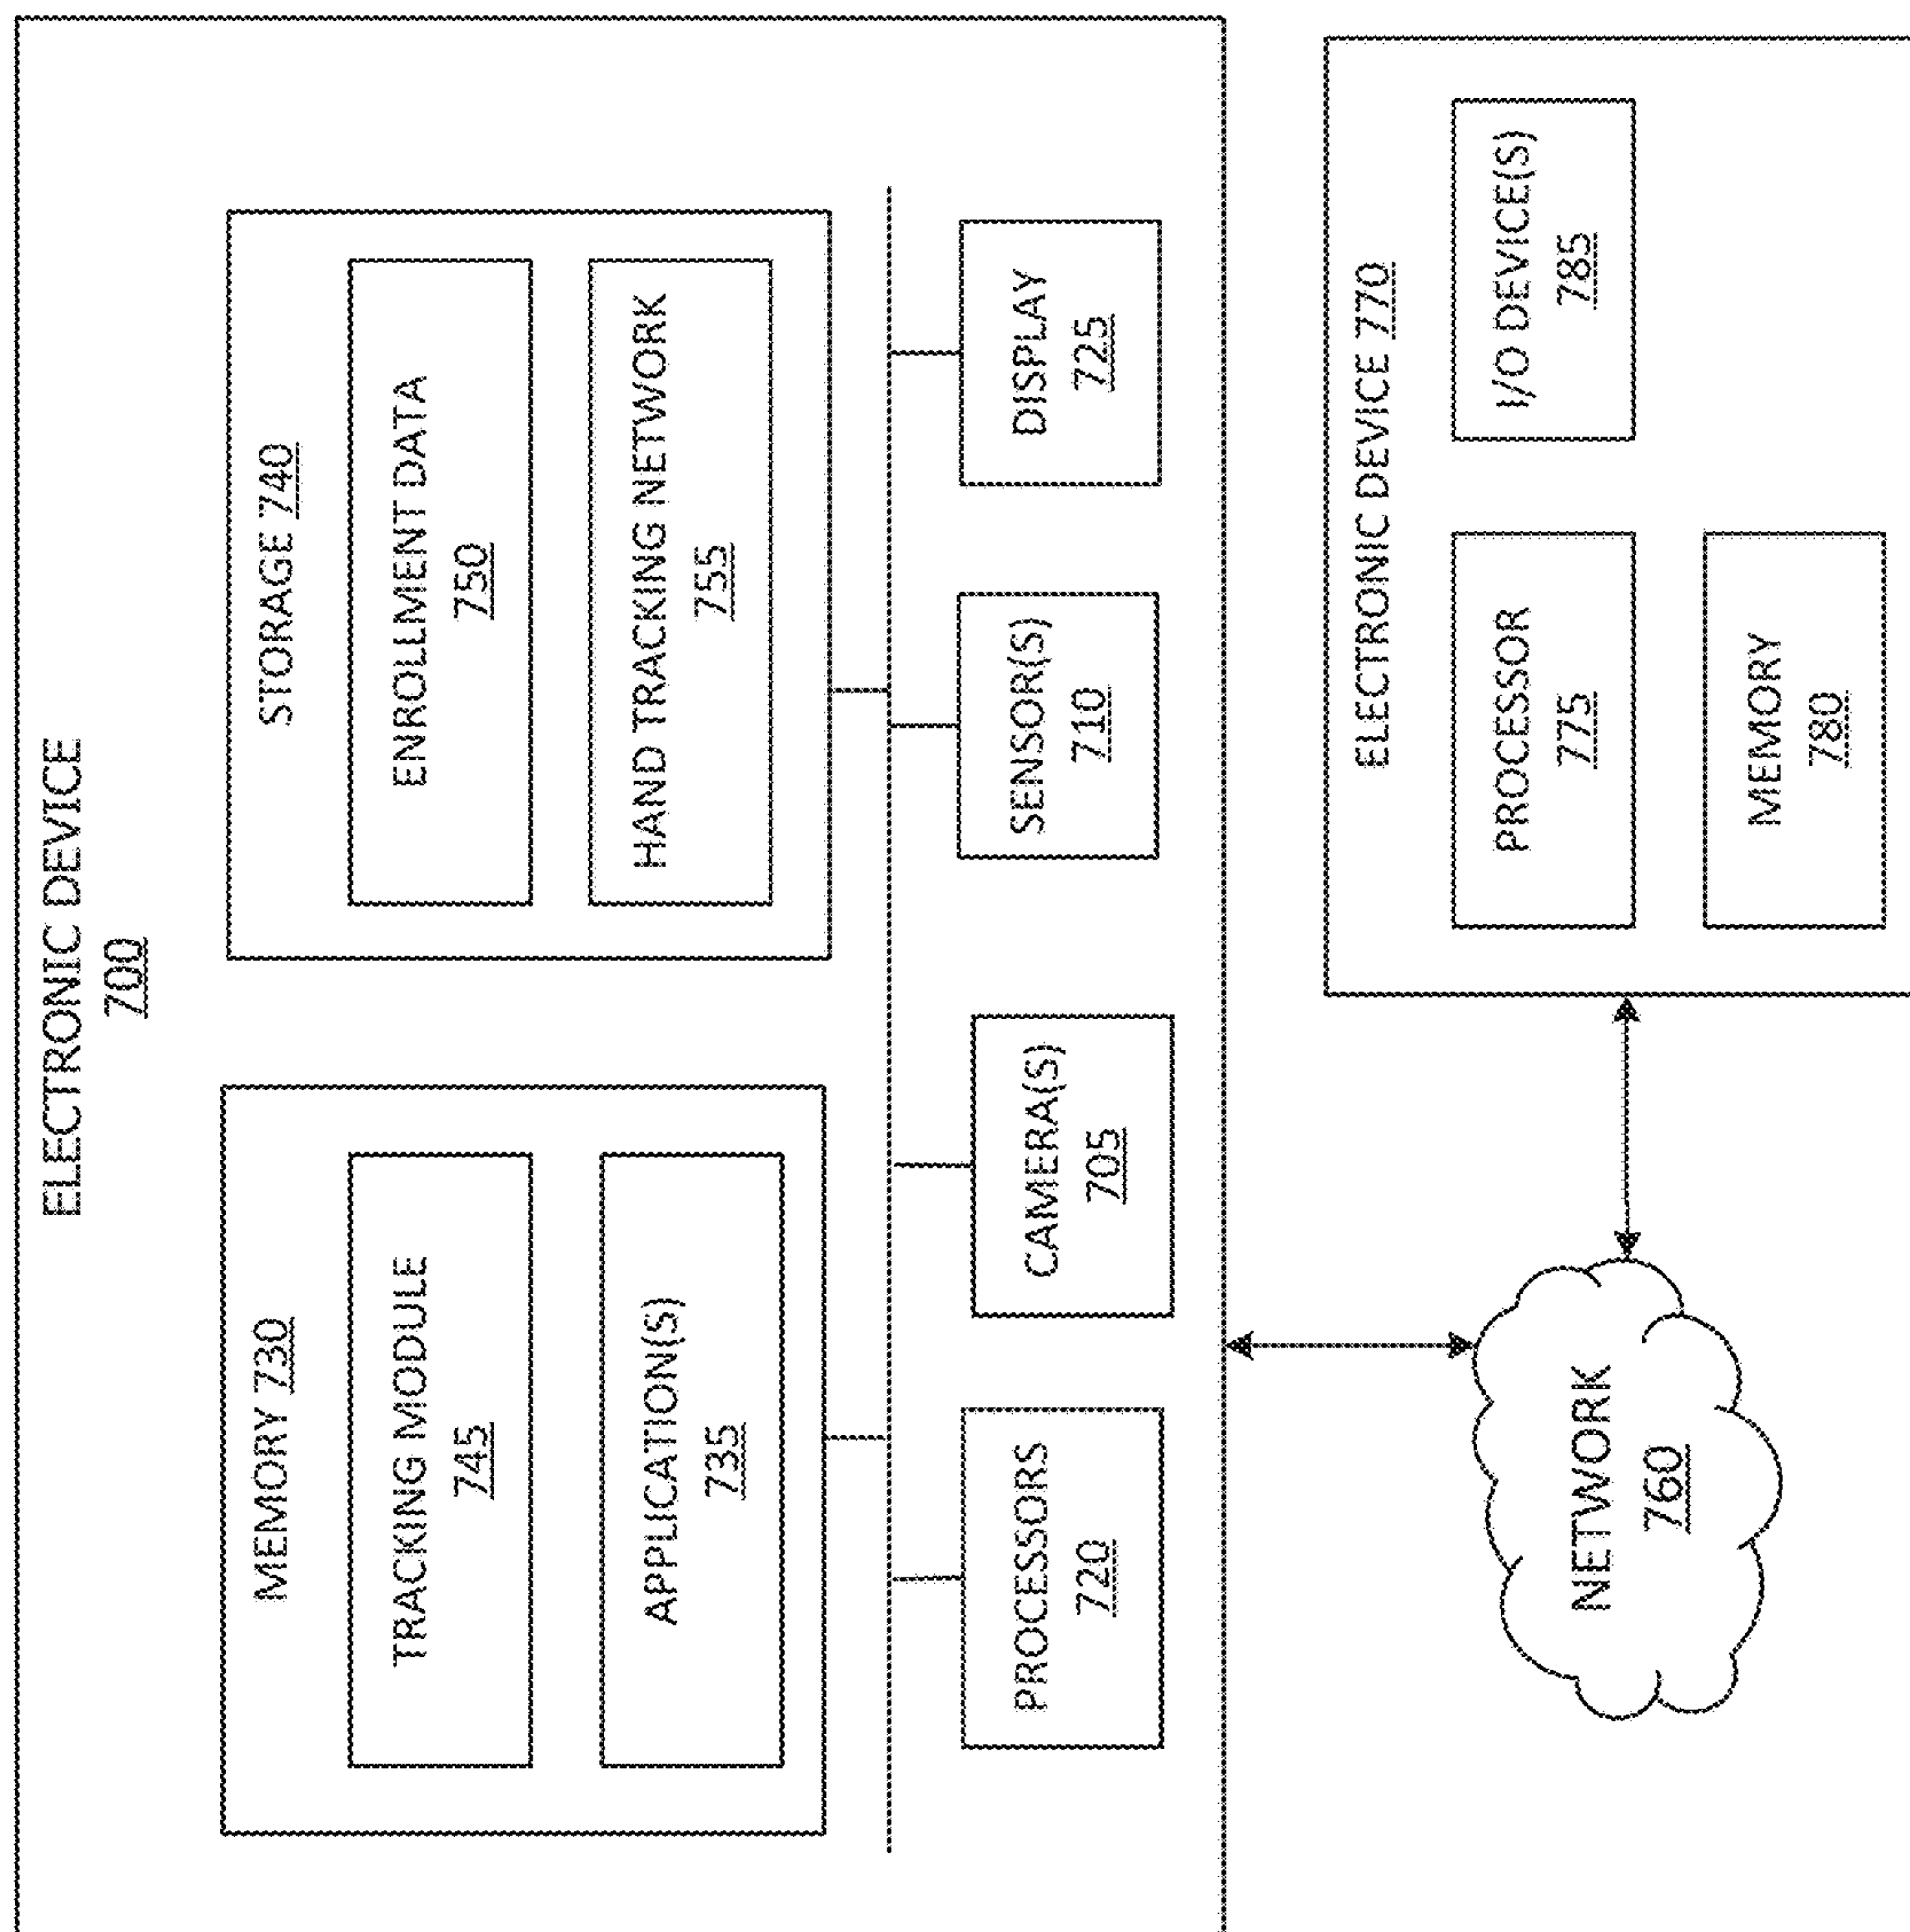 ELECTRONIC DEVICE
700
MEMORY 730
TRACKING MODULE
745
APPLICATION(S)
735
STORAGE 740
ENROLLMENT DATA
750
HAND TRACKING NETWORK
755
PROCESSORS
720
CAMERA(S)
705
SENSOR(S)
710
DISPLAY
725
NETWORK
760
ELECTRONIC DEVICE 770
PROCESSOR
775
I/O DEVICE(S)
785
MEMORY
780